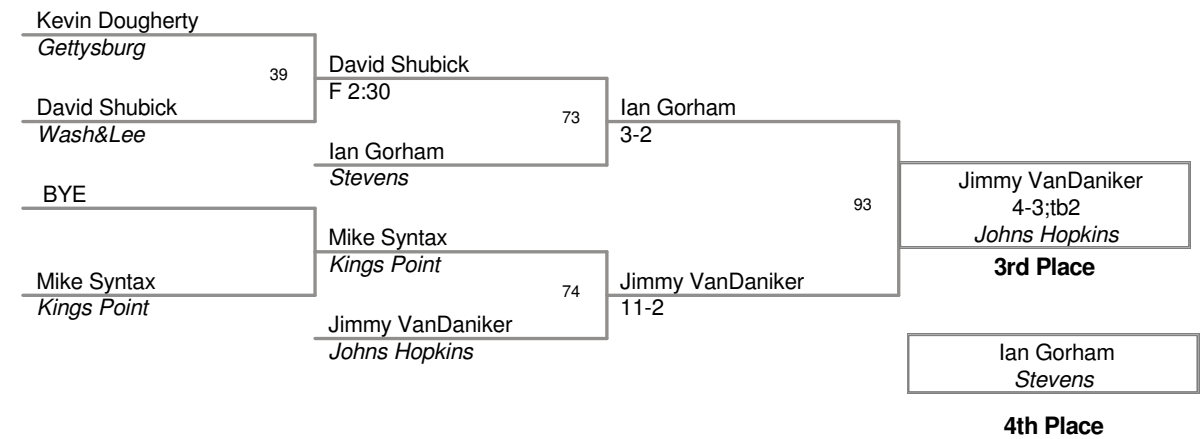 Kevin Dougherty
Gettysburg
39
David Shubick
F 2:30
David Shubick
Wash&Lee
73
Ian Gorham
3-2
Ian Gorham
Stevens
BYE
93
Jimmy VanDaniker
4-3;tb2
Johns Hopkins
3rd Place
Mike Syntax
Kings Point
Mike Syntax
Kings Point
74
Jimmy VanDaniker
11-2
Jimmy VanDaniker
Johns Hopkins
Ian Gorham
Stevens
4th Place